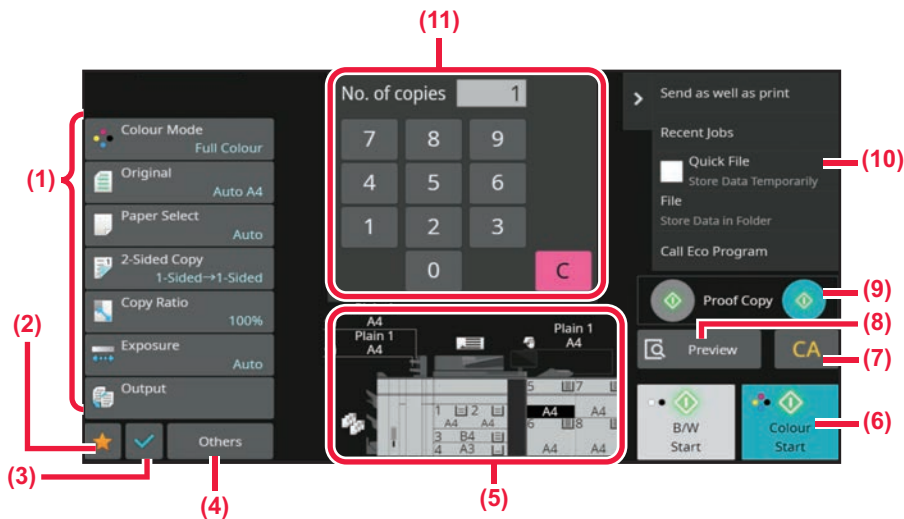 (11)
No. of copies 1
Send as well as print
Recent Jobs
Colour Mode
Full Colour
7 8 9
Quick File
Store Data Temporarily
(10)
(1)
Original
Auto A4
4 5 6
File
Store Data in Folder
Paper Select
Auto
1 2 3
Call Eco Program
2-Sided Copy
1-Sided→1-Sided
0 C
Copy Ratio
100%
Proof Copy
(9)
(2)
A4
Plain 1
A4
Plain 1
A4
(8)
Exposure
Auto
Preview
CA
(7)
Output
5 7
1 2
A4 A4
A4 A4
3 B4
6 8
4 A3
A4 A4
B/W
Start
Colour
Start
(6)
Others
(3)
(4)
(5)